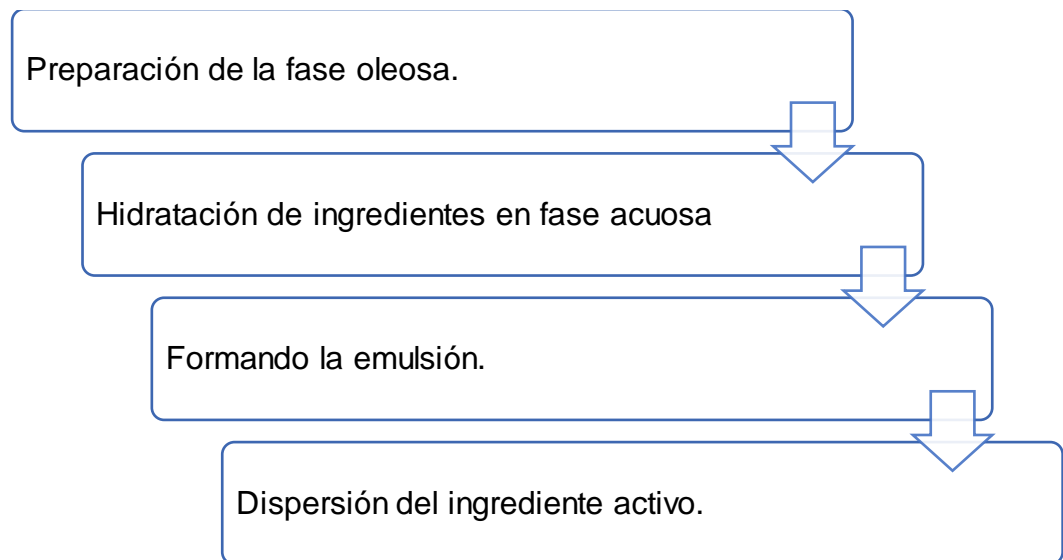 Preparación de la fase oleosa.
Hidratación de ingredientes en fase acuosa
Formando la emulsión.
Dispersión del ingrediente activo.